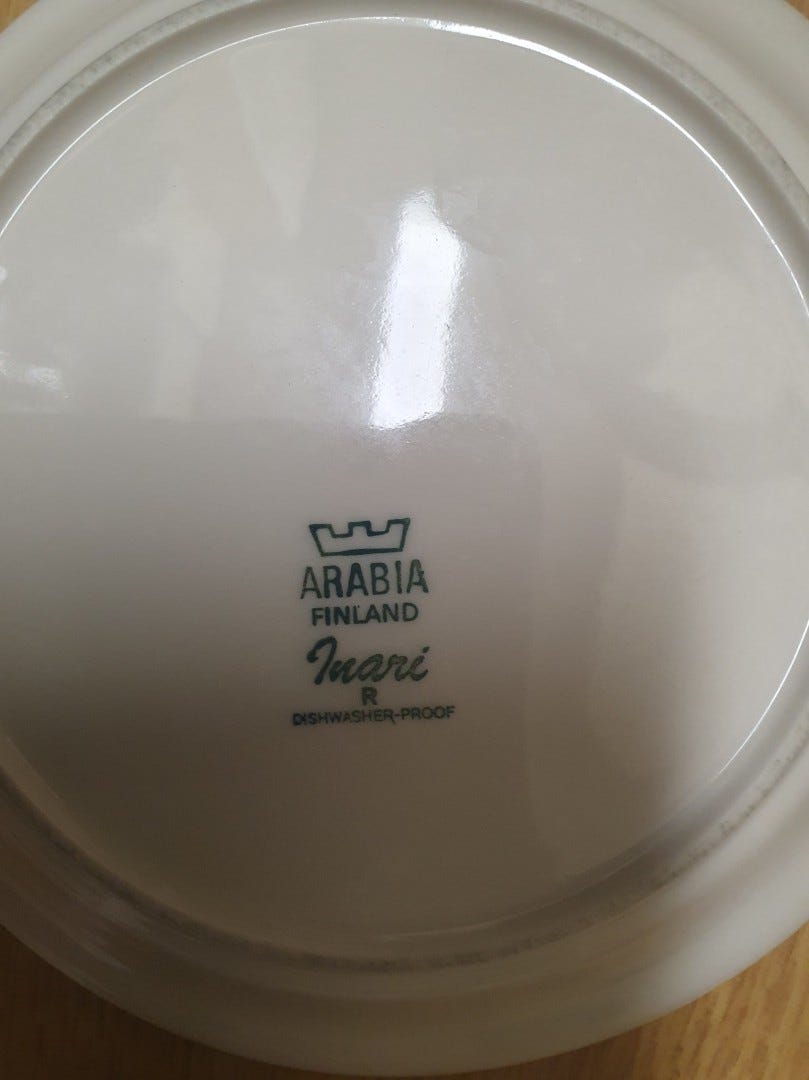 ARABIA
FINLAND
Inari
R
DISHWASHER-PROOF